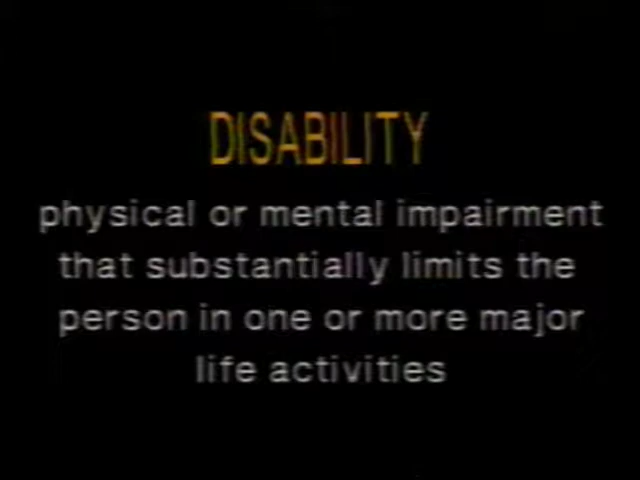 DISABILITY
physical or mental impairment
that substantially limits the
person in one or more major
life activities